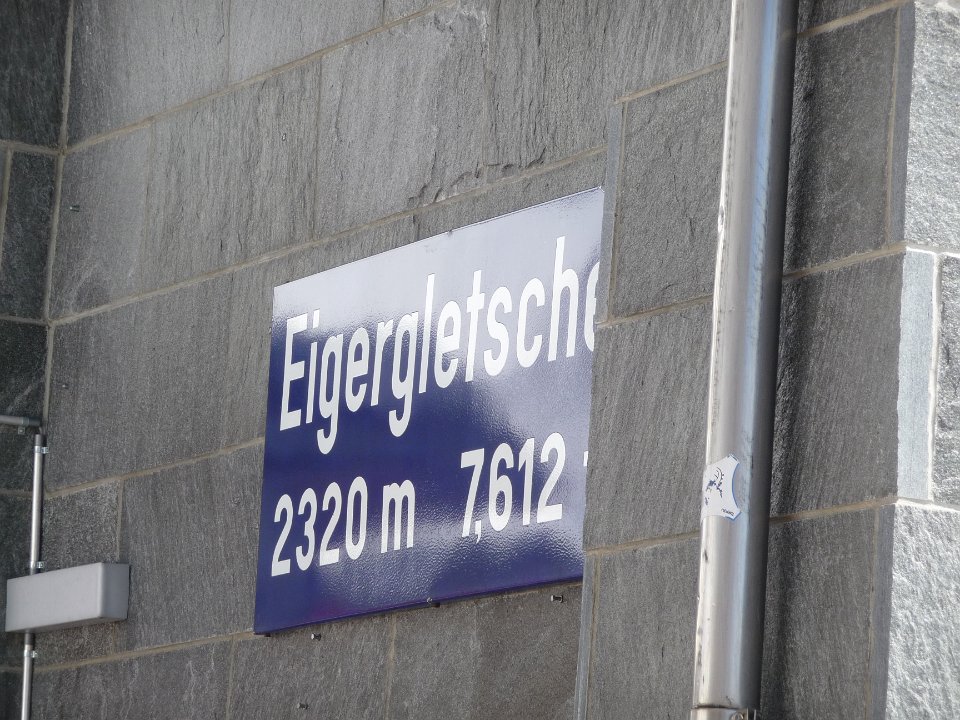 Eigergletsche
2320 m 7,612